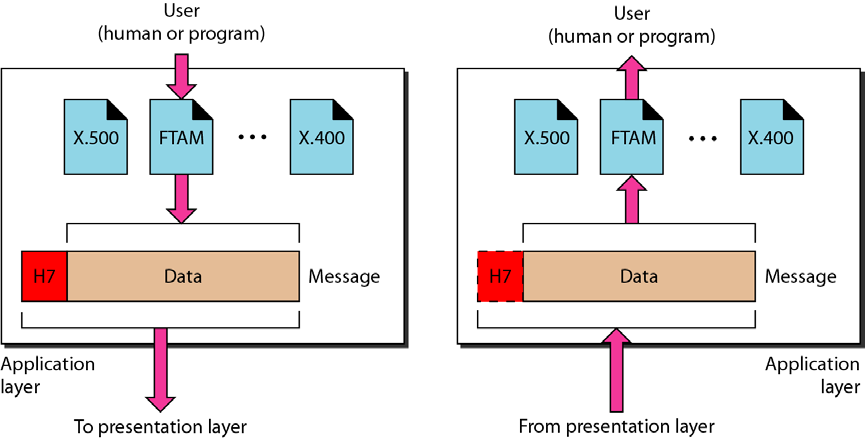 User
(human or program)
X.500
FTAM
X.400
H7
Data
Message
Application
layer
To presentation layer
User
(human or program)
X.500
FTAM
X.400
H7
Data
Message
Application
layer
From presentation layer